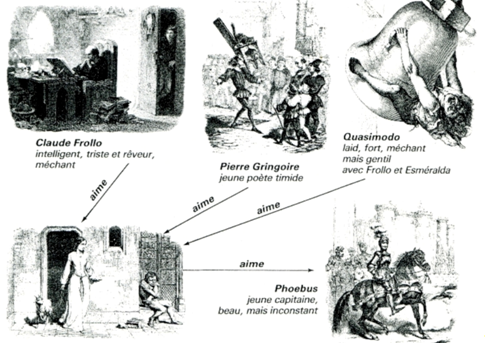 Claude Frollo
intelligent, triste et rêveur,
méchant
Pierre Gringoire
jeune poète timide
Quasimodo
laid, fort, méchant
mais gentil
avec Frollo et Esméralda
aime
aime
aime
aime
Phoebus
jeune capitaine,
beau, mais inconstant